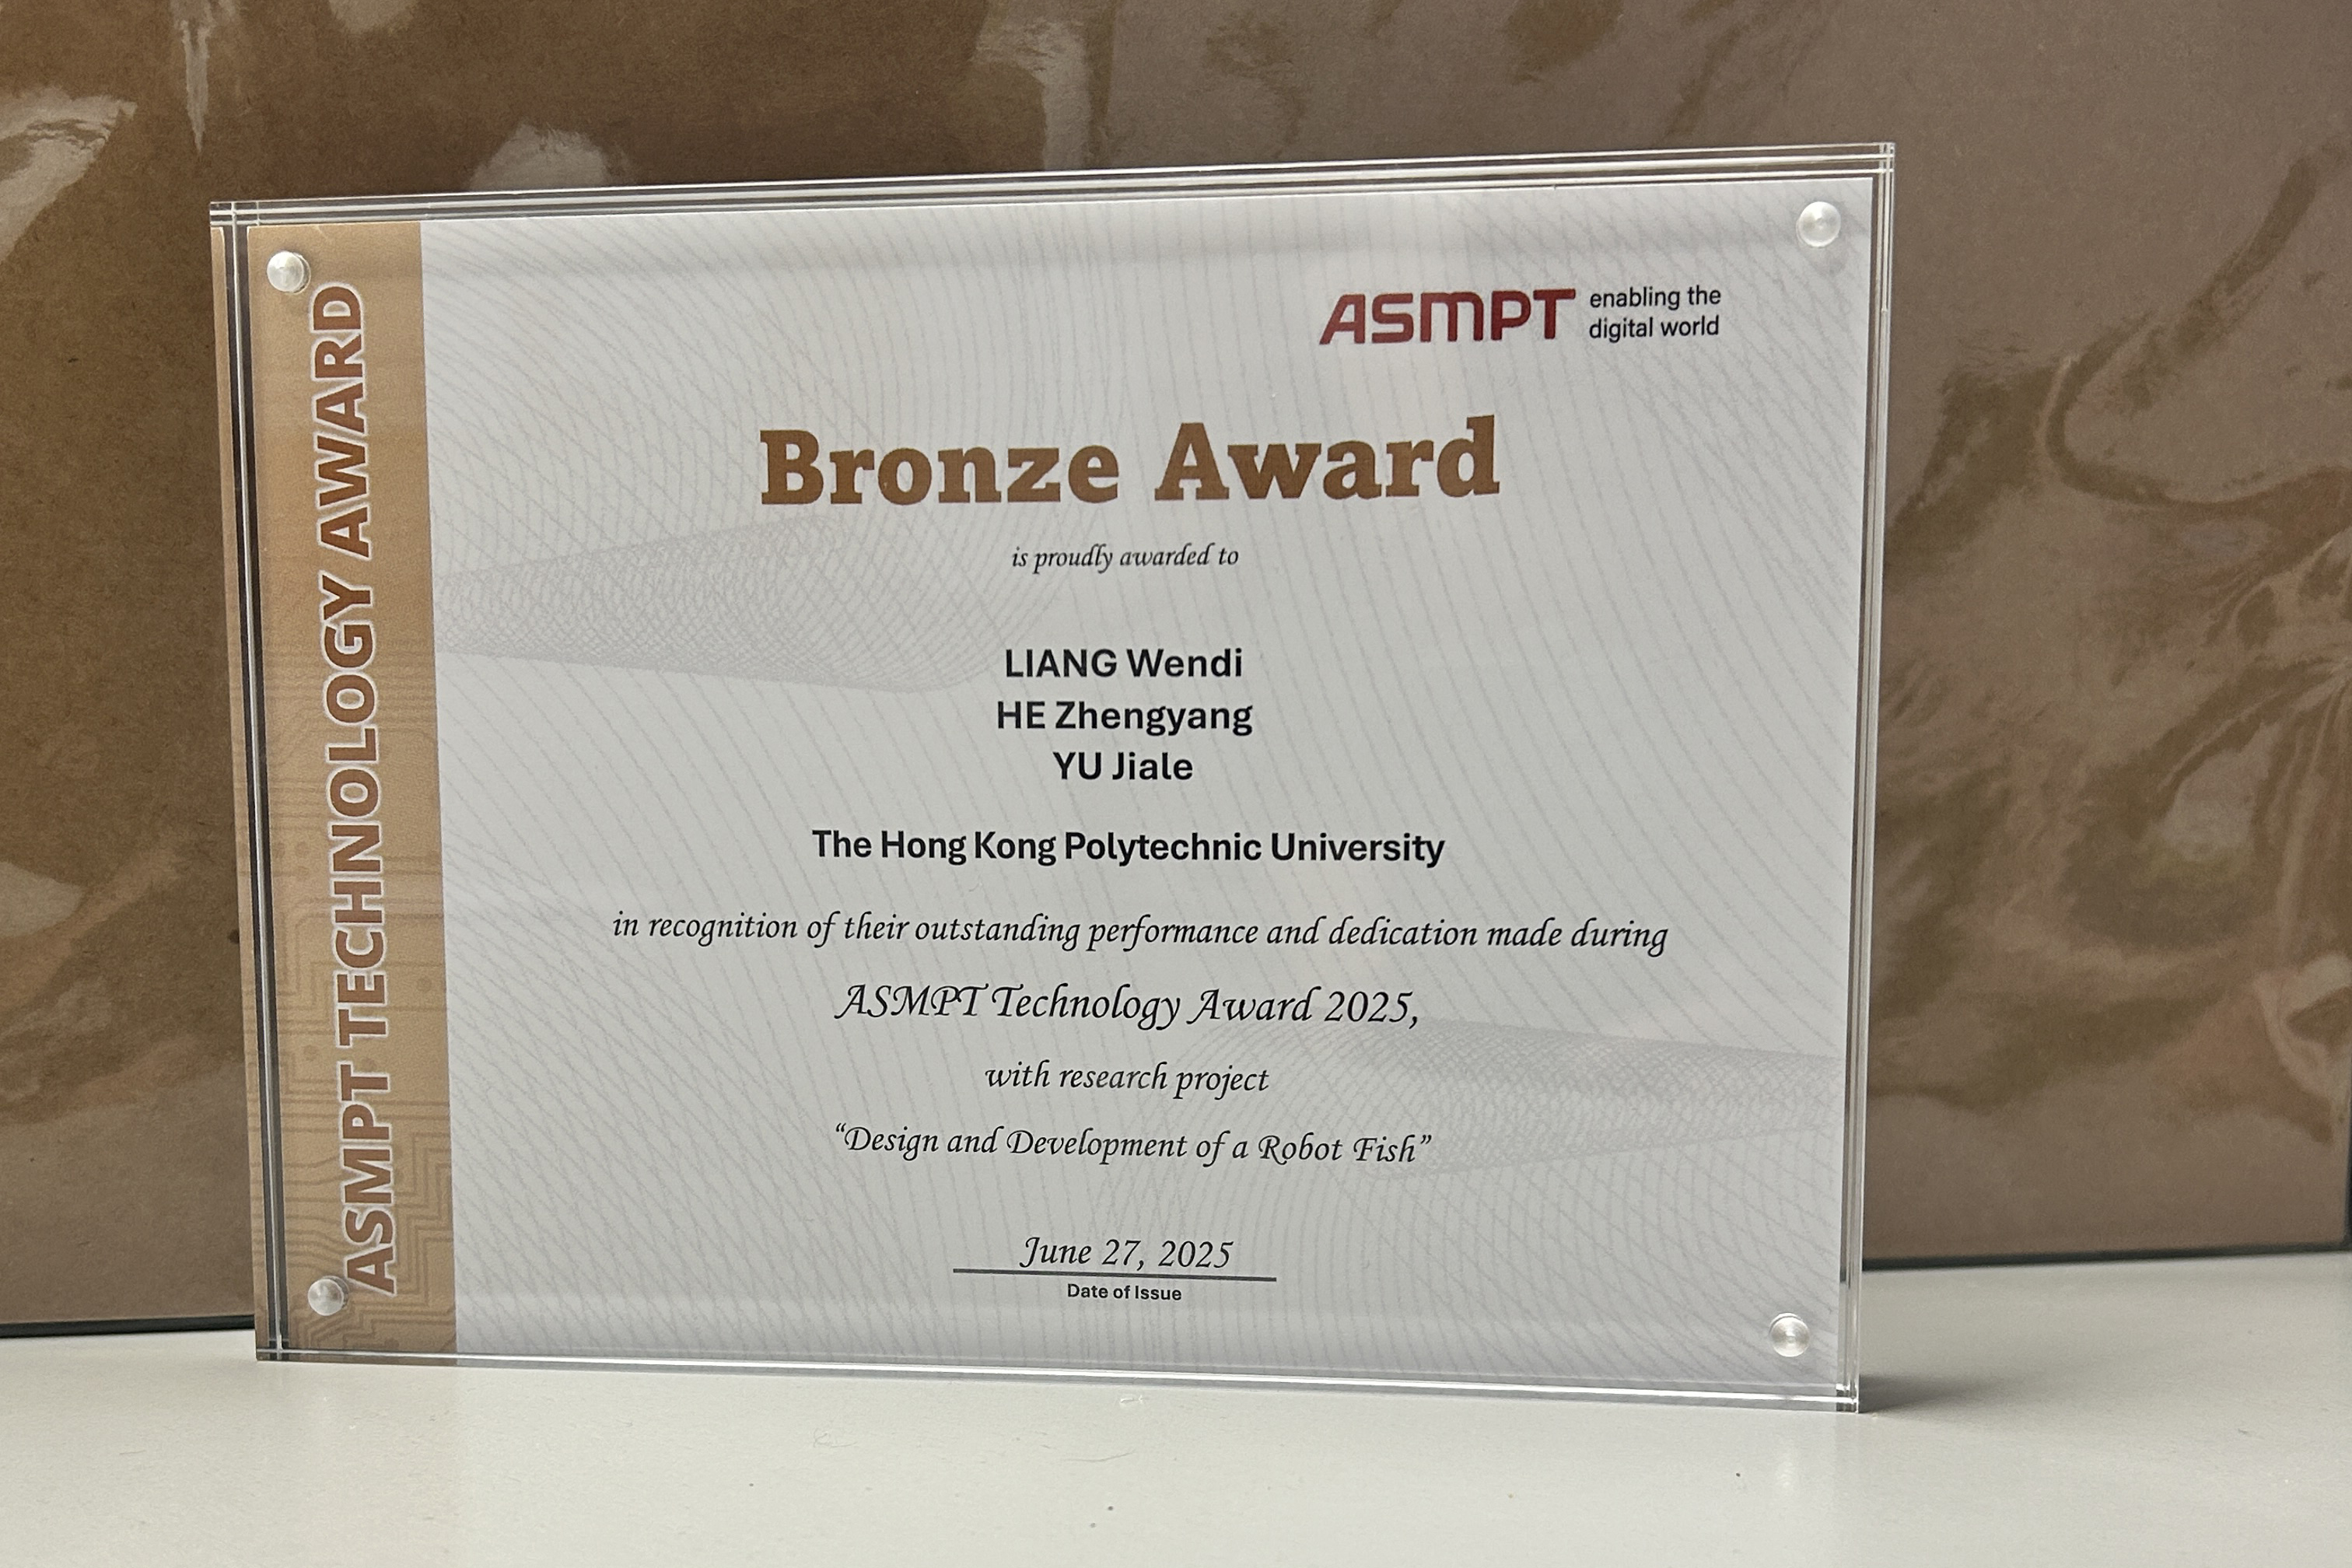 ASMPT TECHNOLOGY AWARD
ASMPT enabling the
digital world
Bronze Award
is proudly awarded to
LIANG Wendi
HE Zhengyang
YU Jiale
The Hong Kong Polytechnic University
in recognition of their outstanding performance and dedication made during
ASMPT Technology Award 2025,
with research project
“Design and Development of a Robot Fish”
June 27, 2025
Date of Issue